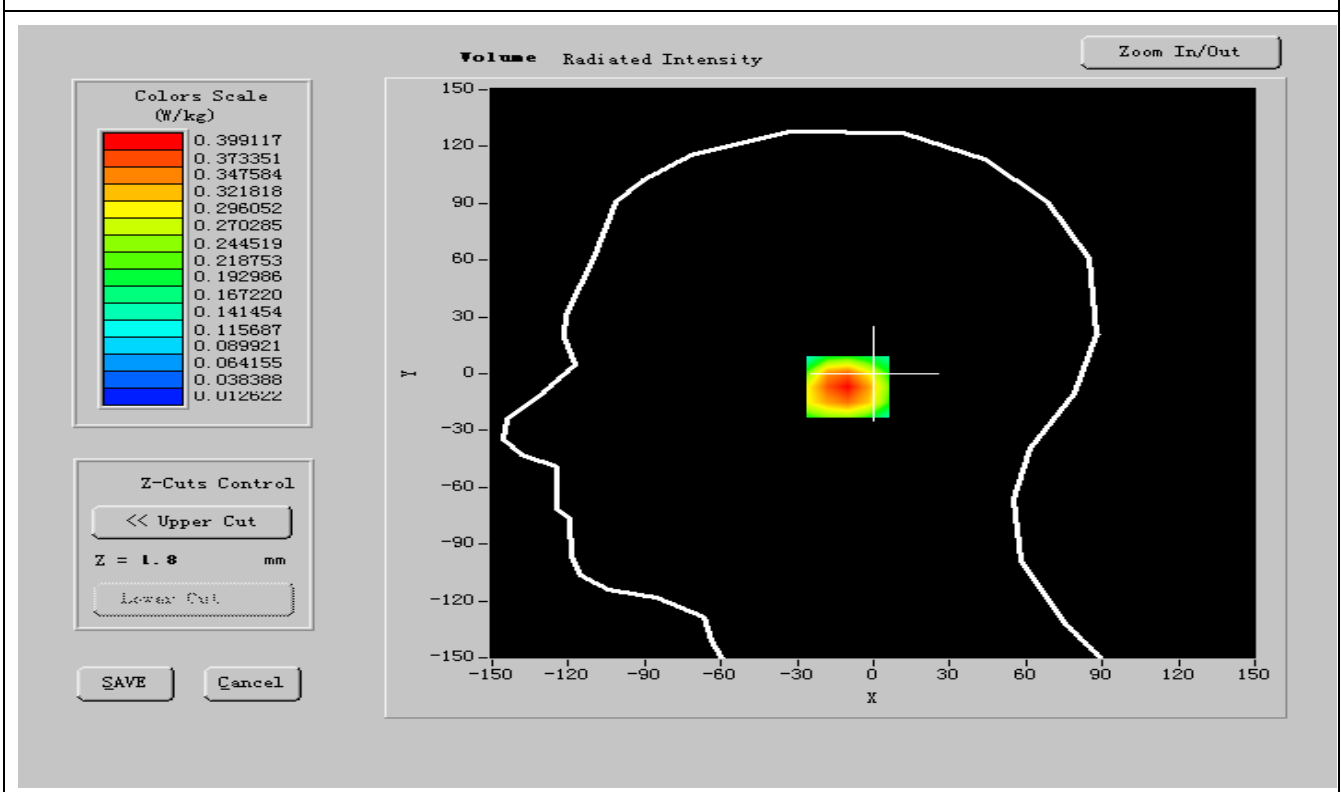 Volume Radiated Intensity
Zoom In/Out
Colors Scale
(W/kg)
0.399117
0.373351
0.347584
0.321818
0.296052
0.270285
0.244519
0.218753
0.192986
0.167220
0.141454
0.115687
0.089921
0.064155
0.038388
0.012622
Z-Cuts Control
<< Upper Cut
Z = 1.8 mm
Lower Cut
SAVE Cancel
150
120
90
60
30
0
-30
-60
-90
-120
-150
Y
-150 -120 -90 -60 -30 0 30 60 90 120 150
X